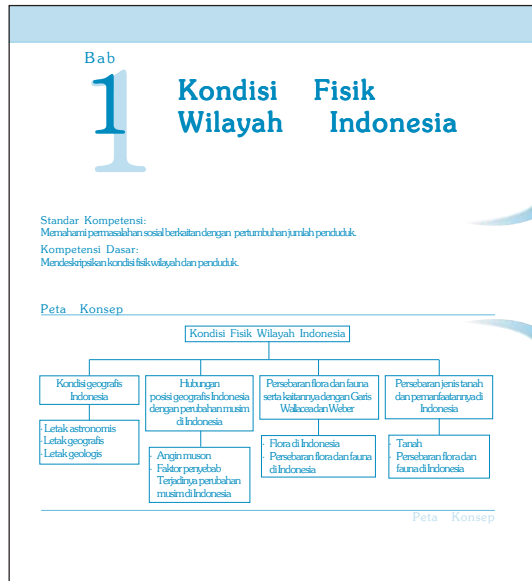 Bab
1
Kondisi Fisik
Wilayah Indonesia
Standar Kompetensi:
Memahami permasalahan sosial berkaitan dengan pertumbuhan jumlah penduduk.
Kompetensi Dasar:
Mendeskripsikan kondisi fisik wilayah dan penduduk.
Peta Konsep
Kondisi Fisik Wilayah Indonesia
Kondisi geografis
Indonesia
· Letak astronomis
· Letak geografis
· Letak geologis
Hubungan
posisi geografis Indonesia
dengan perubahan musim
di Indonesia
· Angin muson
· Faktor penyebab
Terjadinya perubahan
musim di Indonesia
Persebaran flora dan fauna
serta kaitannya dengan Garis
Wallacea dan Weber
· Flora di Indonesia
· Persebaran flora dan fauna
di Indonesia
Persebaran jenis tanah
dan pemanfaatannya di
Indonesia
· Tanah
· Persebaran flora dan
fauna di Indonesia
Peta Konsep